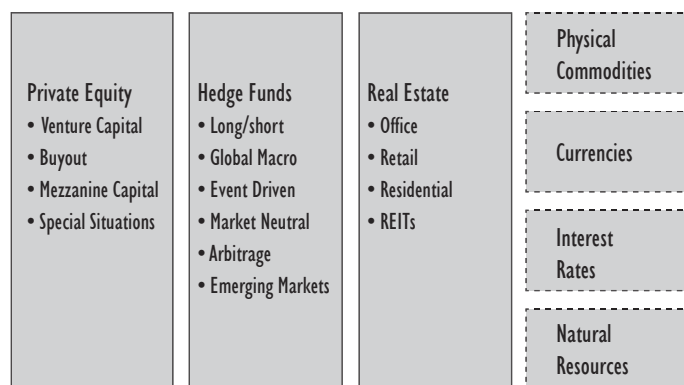 Private Equity
• Venture Capital
• Buyout
• Mezzanine Capital
• Special Situations
Hedge Funds
• Long/short
• Global Macro
• Event Driven
• Market Neutral
• Arbitrage
• Emerging Markets
Real Estate
• Office
• Retail
• Residential
• REITs
Physical
Commodities
Currencies
Interest
Rates
Natural
Resources